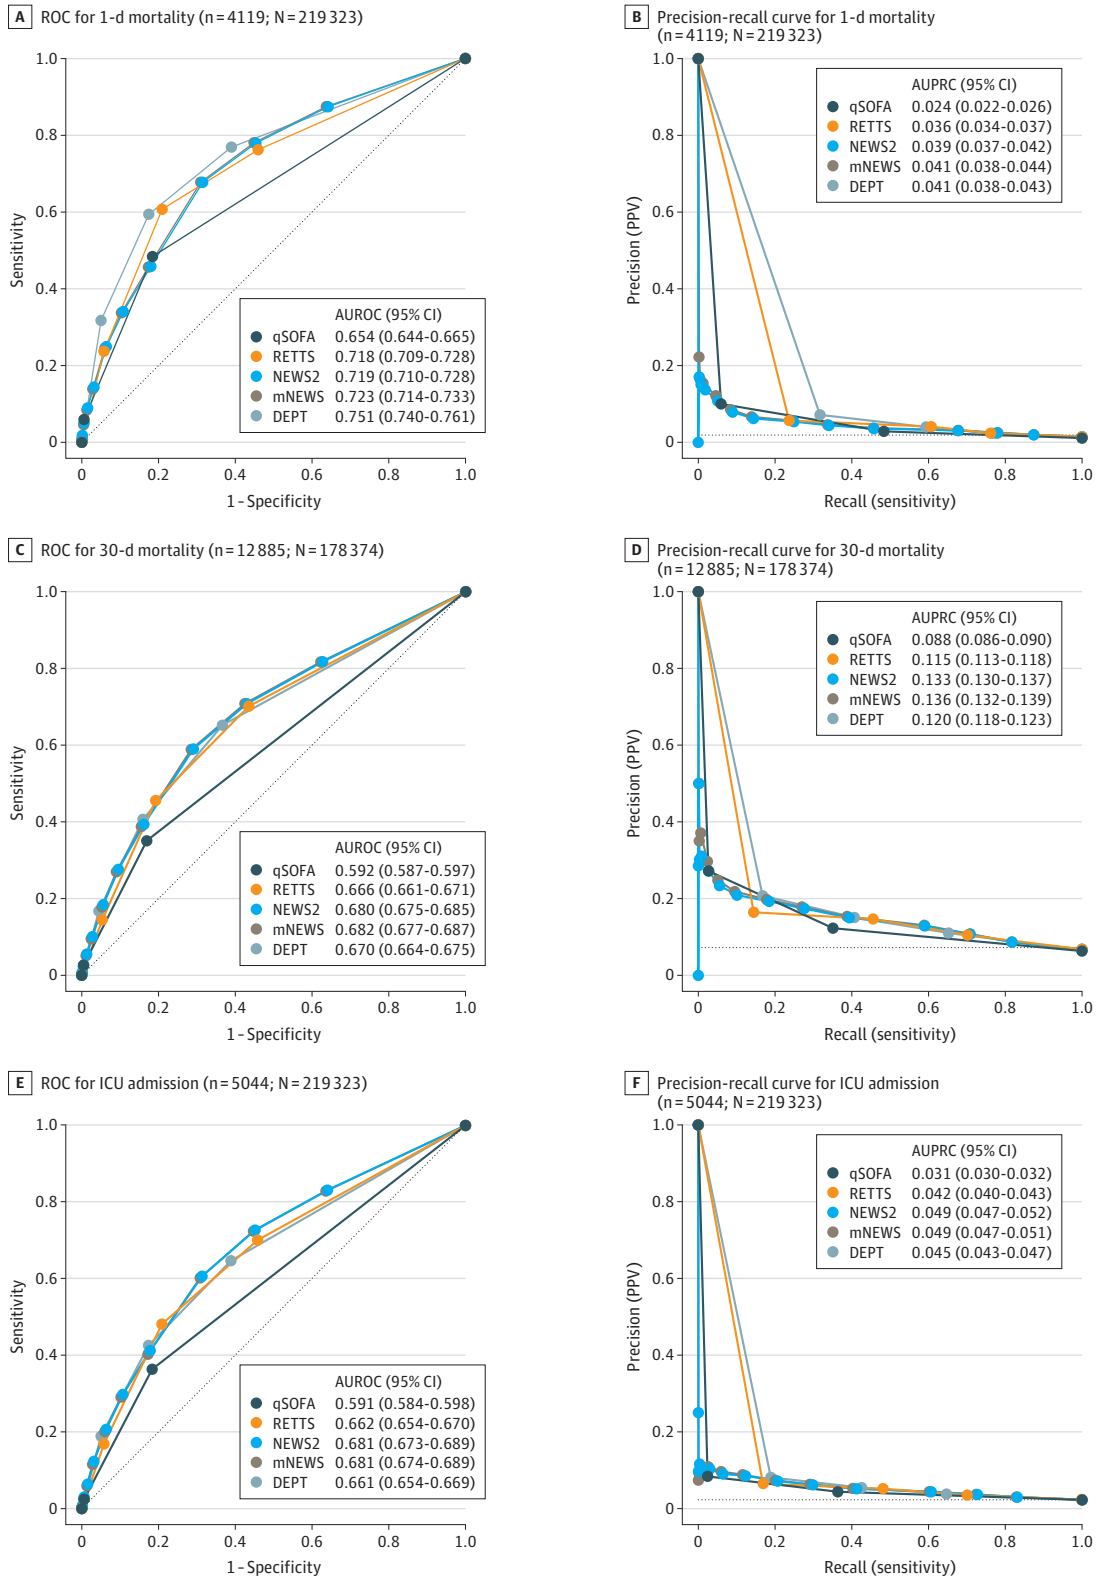 A ROC for 1-d mortality (n=4119; N=219323)
1.0
0.8
0.6
0.4
0.2
0
Sensitivity
AUROC (95% CI)
qSOFA 0.654 (0.644-0.665)
RETTS 0.718 (0.709-0.728)
NEWS2 0.719 (0.710-0.728)
mNEWS 0.723 (0.714-0.733)
DEPT 0.751 (0.740-0.761)
0 0.2 0.4 0.6 0.8 1.0
1-Specificity
B Precision-recall curve for 1-d mortality
(n=4119; N=219323)
1.0
0.8
0.6
0.4
0.2
0
Precision (PPV)
AUPRC (95% CI)
qSOFA 0.024 (0.022-0.026)
RETTS 0.036 (0.034-0.037)
NEWS2 0.039 (0.037-0.042)
mNEWS 0.041 (0.038-0.044)
DEPT 0.041 (0.038-0.043)
0 0.2 0.4 0.6 0.8 1.0
Recall (sensitivity)
C ROC for 30-d mortality (n=12885; N=178374)
1.0
0.8
0.6
0.4
0.2
0
Sensitivity
AUROC (95% CI)
qSOFA 0.592 (0.587-0.597)
RETTS 0.666 (0.661-0.671)
NEWS2 0.680 (0.675-0.685)
mNEWS 0.682 (0.677-0.687)
DEPT 0.670 (0.664-0.675)
0 0.2 0.4 0.6 0.8 1.0
1-Specificity
D Precision-recall curve for 30-d mortality
(n=12885; N=178374)
1.0
0.8
0.6
0.4
0.2
0
Precision (PPV)
AUPRC (95% CI)
qSOFA 0.088 (0.086-0.090)
RETTS 0.115 (0.113-0.118)
NEWS2 0.133 (0.130-0.137)
mNEWS 0.136 (0.132-0.139)
DEPT 0.120 (0.118-0.123)
0 0.2 0.4 0.6 0.8 1.0
Recall (sensitivity)
E ROC for ICU admission (n=5044; N=219323)
1.0
0.8
0.6
0.4
0.2
0
Sensitivity
AUROC (95% CI)
qSOFA 0.591 (0.584-0.598)
RETTS 0.662 (0.654-0.670)
NEWS2 0.681 (0.673-0.689)
mNEWS 0.681 (0.674-0.689)
DEPT 0.661 (0.654-0.669)
0 0.2 0.4 0.6 0.8 1.0
1-Specificity
F Precision-recall curve for ICU admission
(n=5044; N=219323)
1.0
0.8
0.6
0.4
0.2
0
Precision (PPV)
AUPRC (95% CI)
qSOFA 0.031 (0.030-0.032)
RETTS 0.042 (0.040-0.043)
NEWS2 0.049 (0.047-0.052)
mNEWS 0.049 (0.047-0.051)
DEPT 0.045 (0.043-0.047)
0 0.2 0.4 0.6 0.8 1.0
Recall (sensitivity)